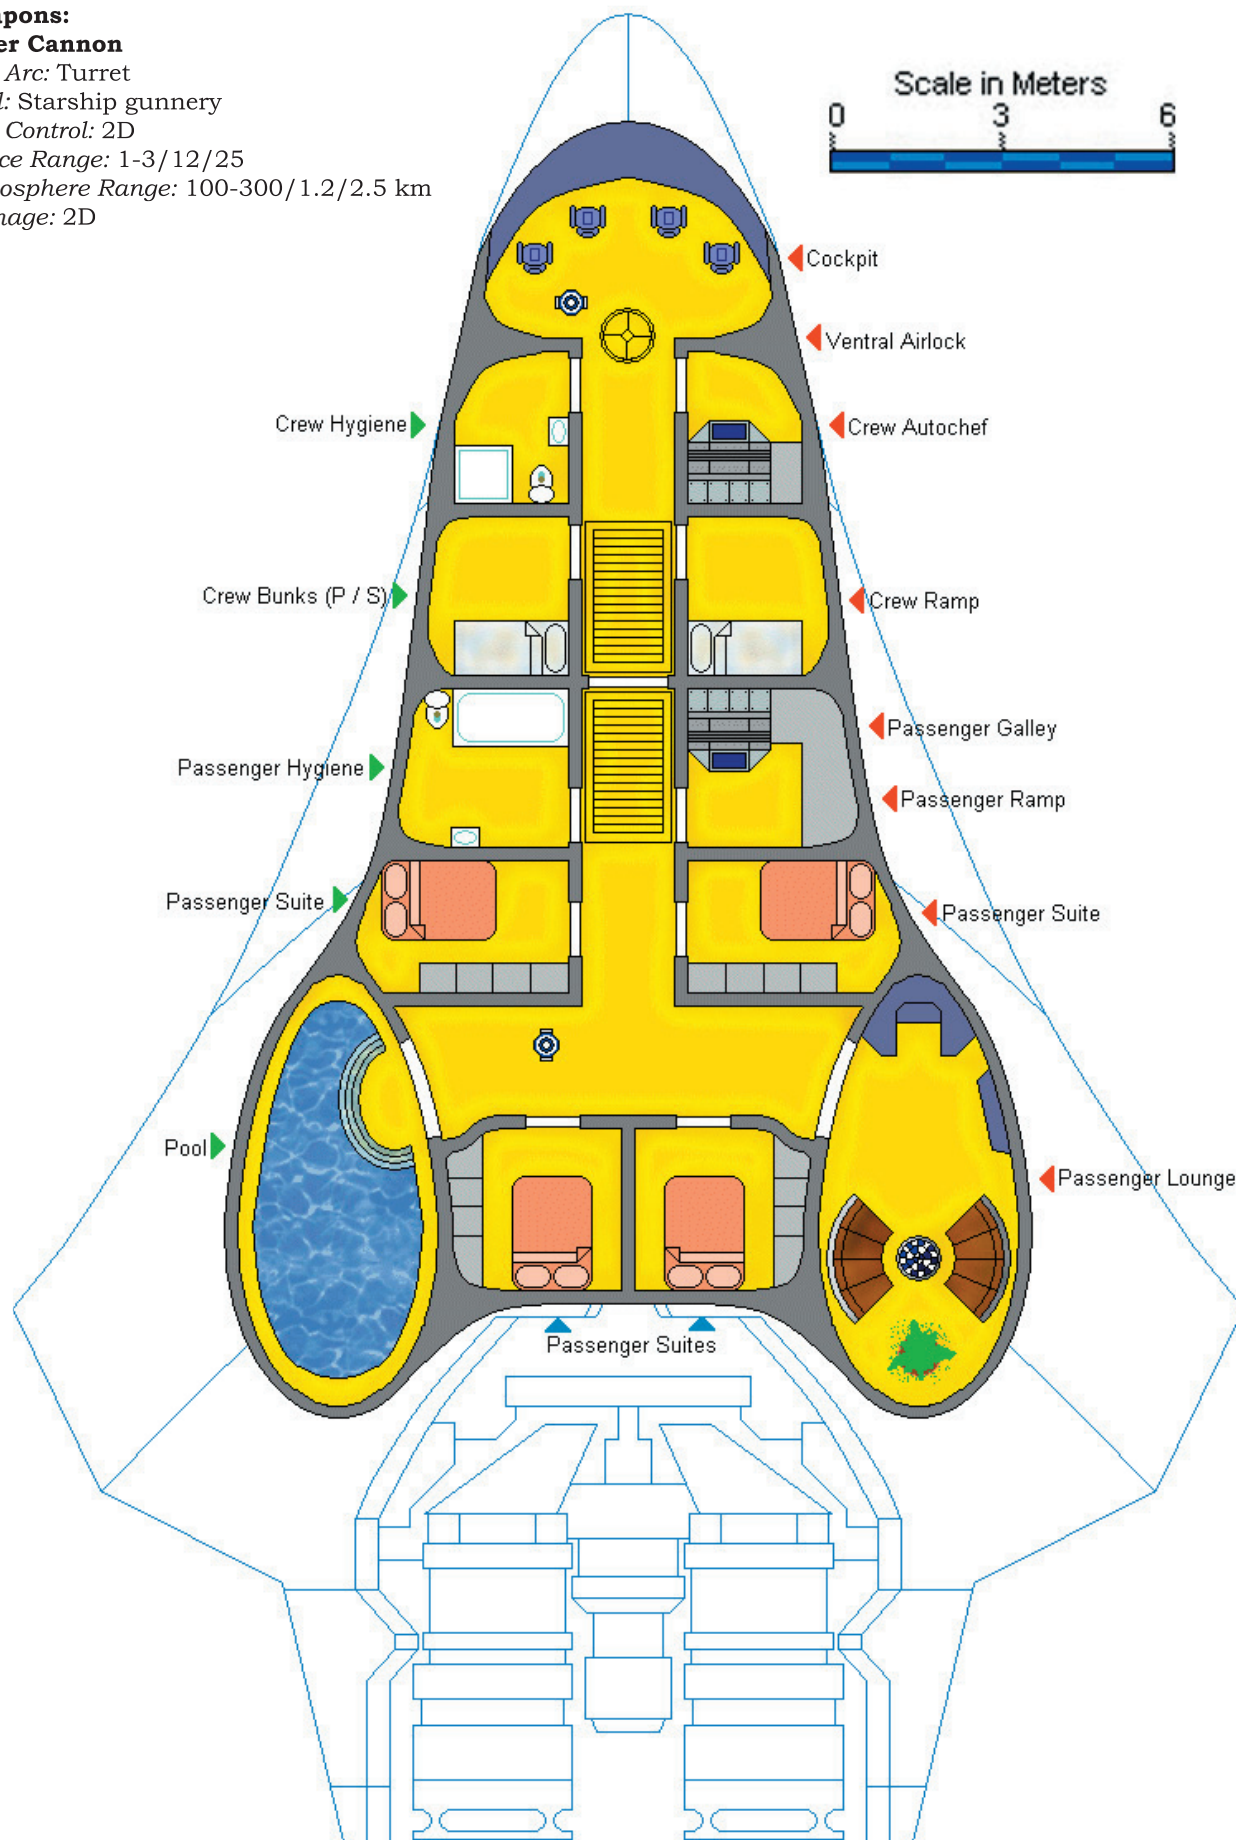 apons:
er Cannon
Arc: Turret
l: Starship gunnery
Control: 2D
ce Range: 1-3/12/25
osphere Range: 100-300/1.2/2.5 km
mage: 2D
Scale in Meters
0 3 6
Cockpit
Ventral Airlock
Crew Hygiene
Crew Autochef
Crew Bunks (P / S)
Crew Ramp
Passenger Galley
Passenger Hygiene
Passenger Ramp
Passenger Suite
Passenger Suite
Pool
Passenger Lounge
Passenger Suites